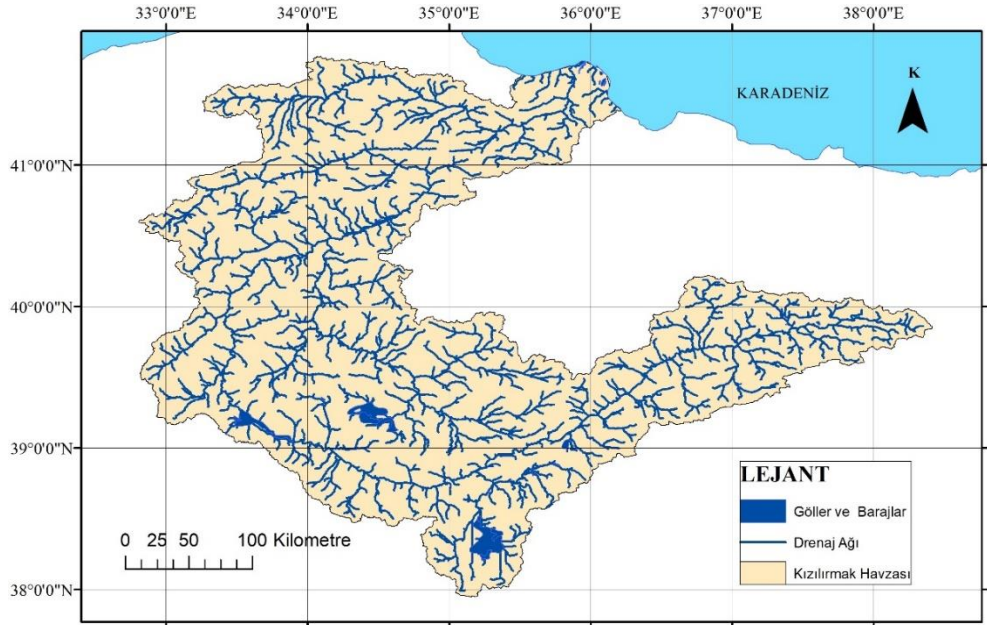 33°0'0"E 34°0'0"E 35°0'0"E 36°0'0"E 37°0'0"E 38°0'0"E
K
KARADENİZ
41°0'0"N
40°0'0"N
39°0'0"N
38°0'0"N
0 25 50 100 Kilometre
LEJANT
Göller ve Barajlar
Drenaj Ağı
Kızılırmak Havzası